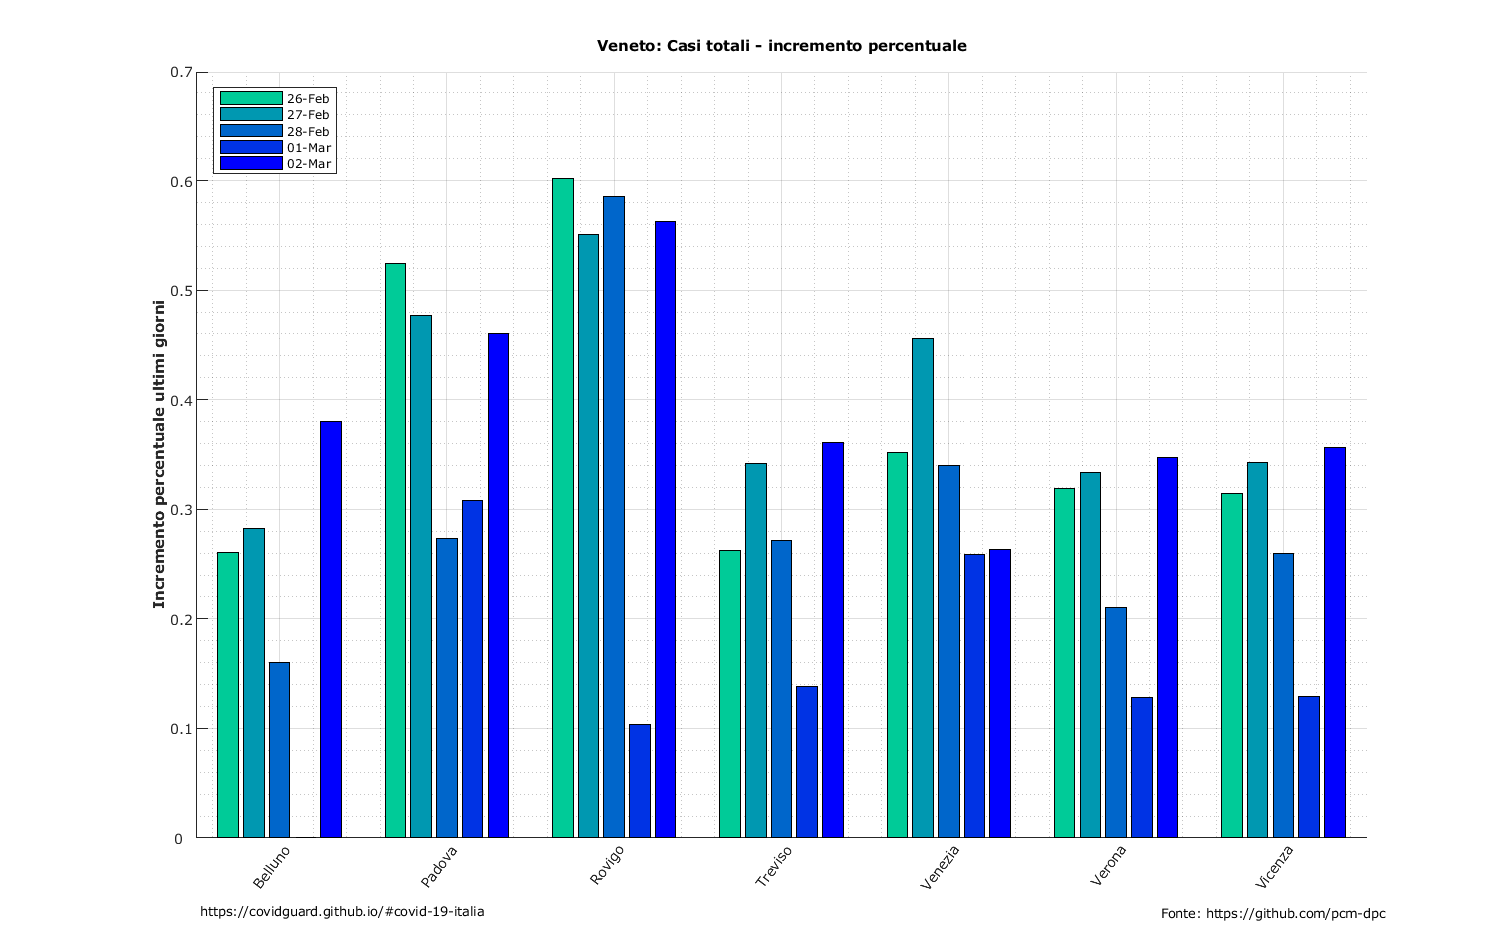 Veneto: Casi totali - incremento percentuale
0.7
0.6
0.5
0.4
0.3
0.2
0.1
0
Incremento percentuale ultimi giorni
26-Feb
27-Feb
28-Feb
01-Mar
02-Mar
Belluno
Padova
Rovigo
Treviso
Venezia
Verona
Vicenza
https://covidguard.github.io/#covid-19-italia
Fonte: https://github.com/pcm-dpc